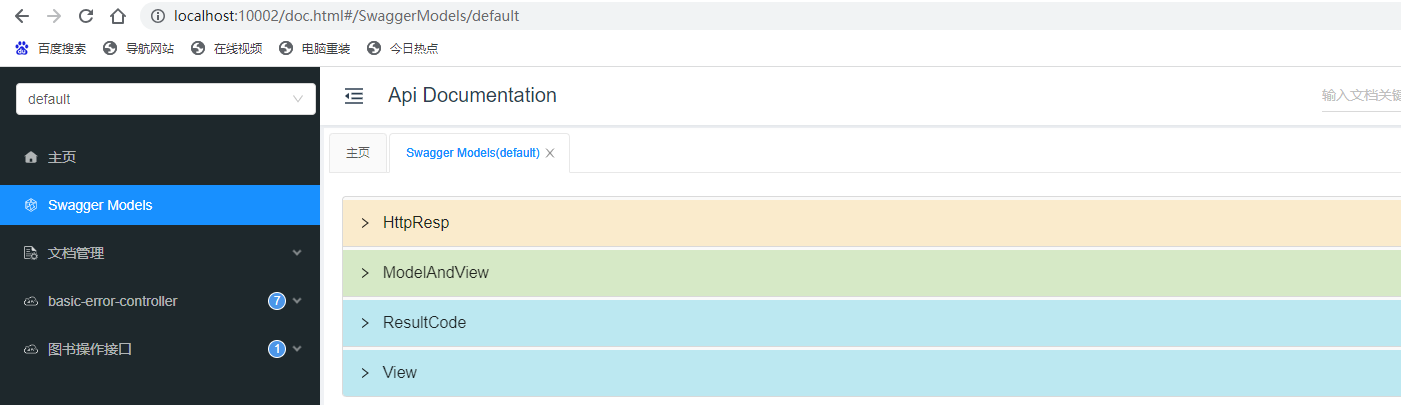 localhost:10002/doc.html#/SwaggerModels/default
百度搜索 导航网站 在线视频 电脑重装 今日热点
default
Api Documentation
输入文档关键
主页
Swagger Models
文档管理
basic-error-controller 7
图书操作接口 1
主页 Swagger Models(default)
HttpResp
ModelAndView
ResultCode
View